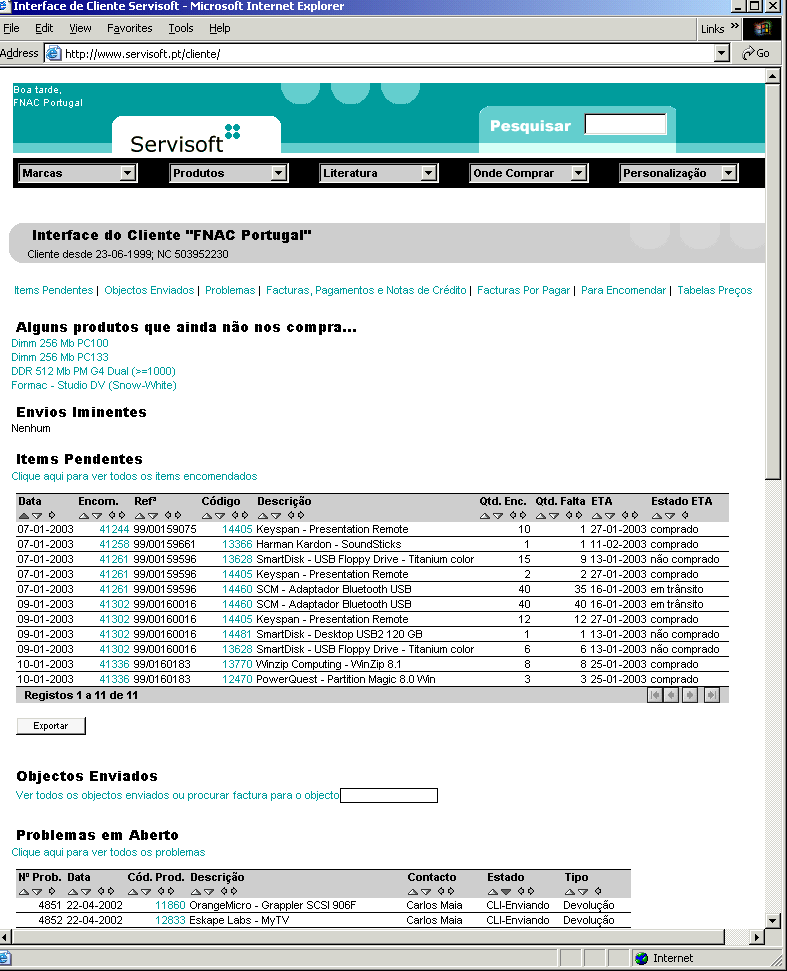 Interface de Cliente Servisoft - Microsoft Internet Explorer
File Edit View Favorites Tools Help Links »
Address http://www.servisoft.pt/cliente/ Go
Boa tarde,
FNAC Portugal
Servisoft
Pesquisar
Marcas Produtos Literatura Onde Comprar Personalização
Interface do Cliente "FNAC Portugal"
Cliente desde 23-06-1999; NC 503952230
Items Pendentes | Objectos Enviados | Problemas | Facturas, Pagamentos e Notas de Crédito | Facturas Por Pagar | Para Encomendar | Tabelas Preços
Alguns produtos que ainda não nos compra...
Dimm 256 Mb PC100
Dimm 256 Mb PC133
DDR 512 Mb PM G4 Dual (>=1000)
Formac - Studio DV (Snow-White)
Envios Iminentes
Nenhum
Items Pendentes
Clique aqui para ver todos os items encomendados
Data Encom. Refª Código Descrição Qtd. Enc. Qtd. Falta ETA Estado ETA
07-01-2003 41244 99/00159075 14405 Keyspan - Presentation Remote 10 1 27-01-2003 comprado
07-01-2003 41258 99/00159661 13366 Harman Kardon - SoundSticks 1 1 11-02-2003 comprado
07-01-2003 41261 99/00159596 13628 SmartDisk - USB Floppy Drive - Titanium color 15 9 13-01-2003 não comprado
07-01-2003 41261 99/00159596 14405 Keyspan - Presentation Remote 2 2 27-01-2003 comprado
07-01-2003 41261 99/00159596 14460 SCM - Adaptador Bluetooth USB 40 35 16-01-2003 em trânsito
09-01-2003 41302 99/00160016 14460 SCM - Adaptador Bluetooth USB 40 40 16-01-2003 em trânsito
09-01-2003 41302 99/00160016 14405 Keyspan - Presentation Remote 12 12 27-01-2003 comprado
09-01-2003 41302 99/00160016 14481 SmartDisk - Desktop USB2 120 GB 1 1 13-01-2003 não comprado
09-01-2003 41302 99/00160016 13628 SmartDisk - USB Floppy Drive - Titanium color 6 6 13-01-2003 não comprado
10-01-2003 41336 99/0160183 13770 Winzip Computing - WinZip 8.1 8 8 25-01-2003 comprado
10-01-2003 41336 99/0160183 12470 PowerQuest - Partition Magic 8.0 Win 3 3 25-01-2003 comprado
Registos 1 a 11 de 11
Exportar
Objectos Enviados
Ver todos os objectos enviados ou procurar factura para o objecto
Problemas em Aberto
Clique aqui para ver todos os problemas
Nº Prob. Data Cód. Prod. Descrição Contacto Estado Tipo
4851 22-04-2002 11860 OrangeMicro - Grappler SCSI 906F Carlos Maia CLI-Enviando Devolução
4852 22-04-2002 12833 Eskape Labs - MyTV Carlos Maia CLI-Enviando Devolução
Internet